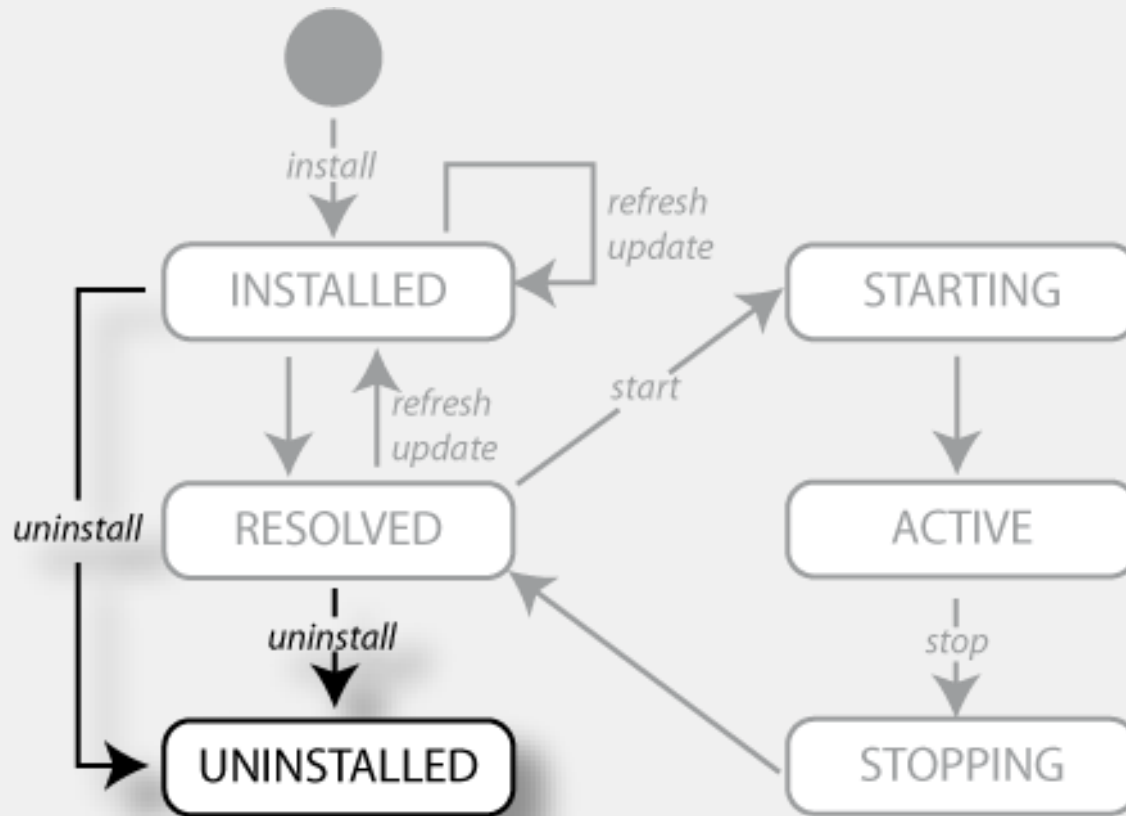 install
refresh
update
INSTALLED
STARTING
start
refresh
update
uninstall
RESOLVED
ACTIVE
uninstall
stop
UNINSTALLED
STOPPING